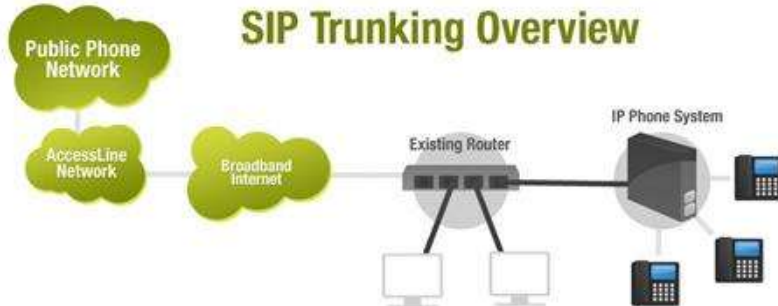 SIP Trunking Overview
Public Phone
Network
AccessLine
Network
Broadband
Internet
Existing Router
IP Phone System